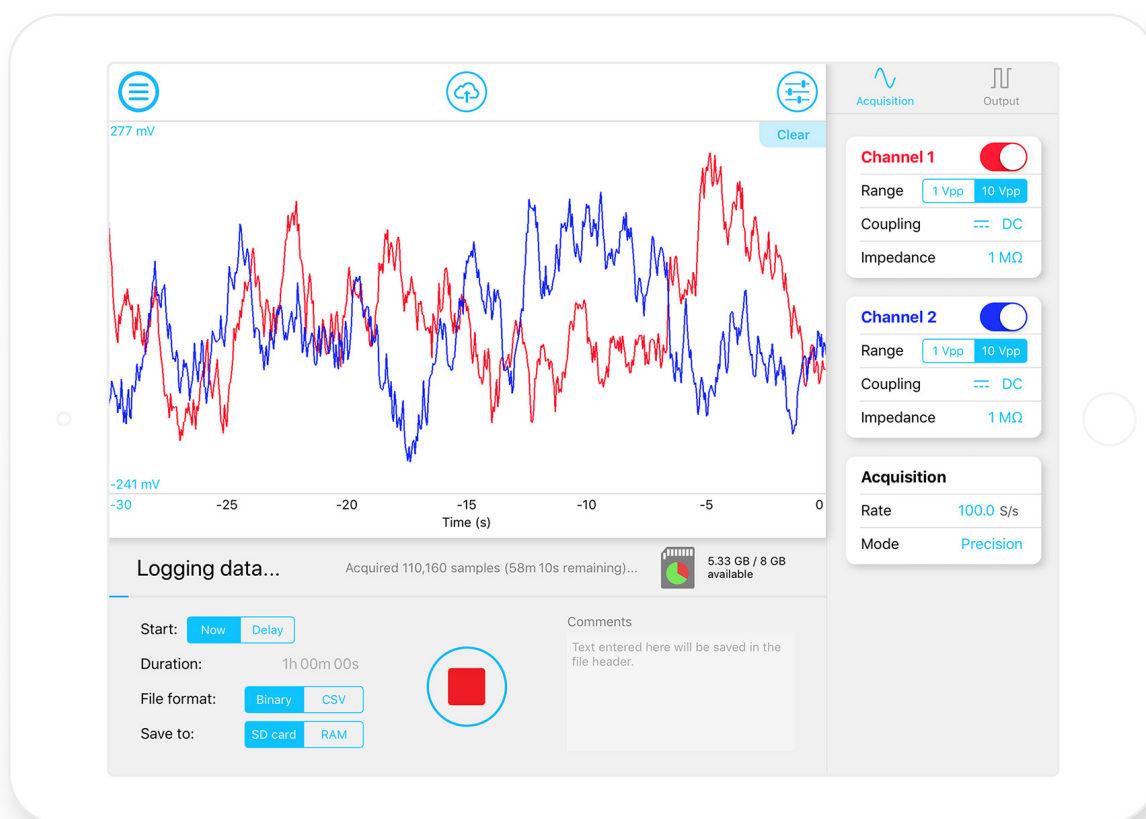 Acquisition
Output
277 mV
Clear
-241 mV
-30 -25 -20 -15 -10 -5 0
Time (s)
Channel 1
Range 1 Vpp 10 Vpp
Coupling DC
Impedance 1 MΩ
Channel 2
Range 1 Vpp 10 Vpp
Coupling DC
Impedance 1 MΩ
Acquisition
Rate 100.0 S/s
Mode Precision
Logging data...
Acquired 110,160 samples (58m 10s remaining)...
5.33 GB / 8 GB
available
Start: Now Delay
Duration: 1h 00m 00s
File format: Binary CSV
Save to: SD card RAM
Comments
Text entered here will be saved in the
file header.